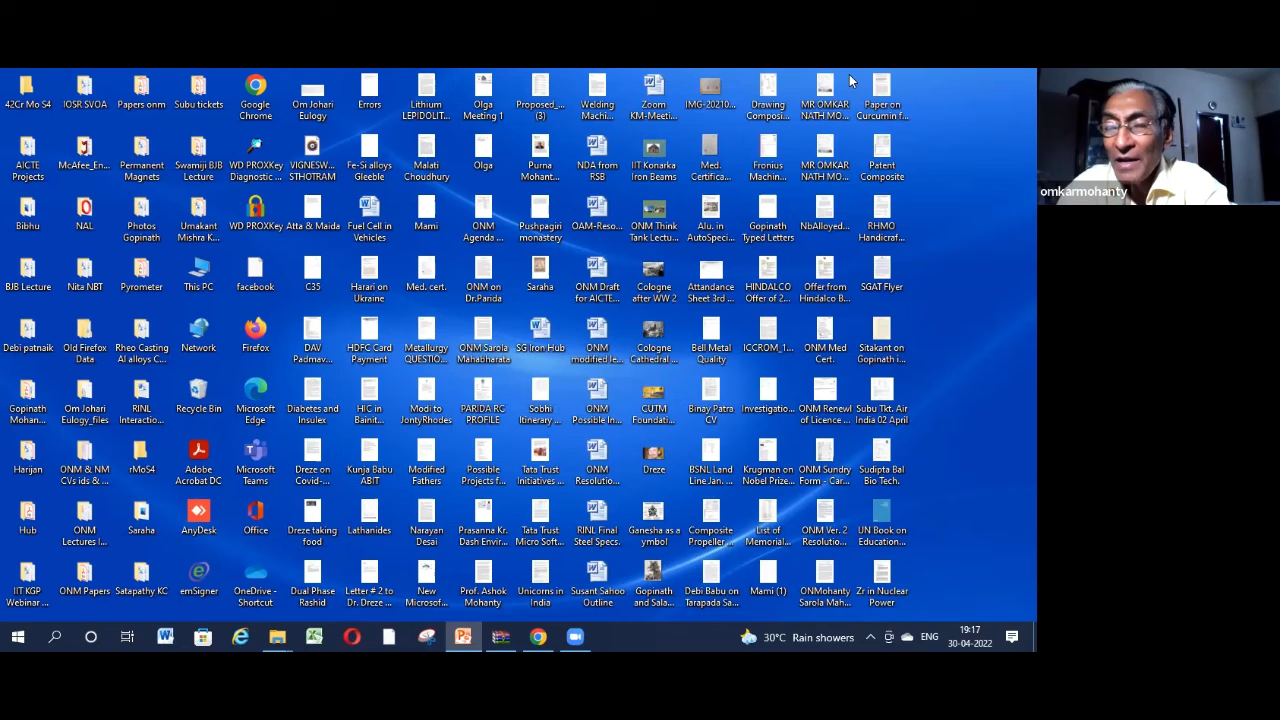 42Cr Mo S4
IOSR SVOA
Papers onm
Subu tickets
Google
Chrome
Om Johari
Eulogy
Errors
Lithium
LEPIDOLIT...
Olga
Meeting 1
Proposed_...
(3)
Welding
Machi...
Zoom
KM-Meeti...
IMG-20210...
Drawing
Composi...
MR OMKAR
NATH MO...
Paper on
Curcumin f...
AICTE
Projects
McAfee_En...
Permanent
Magnets
Swamiji BJB
Lecture
WD PROXKey
Diagnostic ...
VIGNESW...
STHOTRAM
Fe-Si alloys
Gleeble
Malati
Choudhury
Olga
Purna
Mohant...
NDA from
RSB
IIT Konarka
Iron Beams
Med.
Certifica...
Fronius
Machin...
MR OMKAR
NATH MO...
Patent
Composite
omkarmohanty
Bibhu
NAL
Photos
Gopinath
Umakant
Mishra K...
WD PROXKey
Atta & Maida
Fuel Cell in
Vehicles
Mami
ONM
Agenda ...
Pushpagiri
monastery
OAM-Reso...
ONM Think
Tank Lectu...
Alu. in
AutoSpeci...
Gopinath
Typed Letters
NbAlloyed...
RHMO
Handicraf...
BJB Lecture
Nita NBT
Pyrometer
This PC
facebook
C35
Harari on
Ukraine
Med. cert.
ONM on
Dr.Parida
Saraha
ONM Draft
for AICTE...
Cologne
after WW 2
Attandance
Sheet 3rd ...
HINDALCO
Offer of 2...
Offer from
Hindalco B...
SGAT Flyer
Debi patnaik
Old Firefox
Data
Rheo Casting
Al alloys C...
Network
Firefox
DAV
Padmav...
HDFC Card
Payment
Metallurgy
QUESTIO...
ONM Sarola
Mahabharata
SG Iron Hub
ONM
modified le...
Cologne
Cathedral ...
Bell Metal
Quality
ICCROM_1...
ONM Med
Cert.
Sitakant on
Gopinath i...
Gopinath
Mohan...
Om Johari
Eulogy_files
RINL
Interactio...
Recycle Bin
Microsoft
Edge
Diabetes and
Insulex
HIC in
Bainit...
Modi to
JontyRhodes
PARIDA RC
PROFILE
Sobhi
Itinerary ...
ONM
Possible In...
CUTM
Foundati...
Binay Patra
CV
Investigatio...
ONM Renewl
of Licence ...
Subu Tkt. Air
India 02 April
Harijan
ONM & NM
CVs ids & ...
rMoS4
Adobe
Acrobat DC
Microsoft
Teams
Dreze on
Covid-...
Kunja Babu
ABIT
Modified
Fathers
Possible
Projects f...
Tata Trust
Initiatives ...
ONM
Resolutio...
Dreze
BSNL Land
Line Jan. ...
Krugman on
Nobel Prize...
ONM Sundry
Form - Car...
Sudipta Bal
Bio Tech.
Hub
ONM
Lectures I...
Saraha
AnyDesk
Office
Dreze taking
food
Lathanides
Narayan
Desai
Prasanna Kr.
Dash Envir...
Tata Trust
Micro Soft...
RINL Final
Steel Specs.
Ganesha as a
ymbol
Composite
Propeller ...
List of
Memorial...
ONM Ver. 2
Resolutio...
UN Book on
Education...
IIT KGP
Webinar ...
ONM Papers
Satapathy KC
emSigner
OneDrive -
Shortcut
Dual Phase
Rashid
Letter # 2 to
Dr. Dreze ...
New
Microsof...
Prof. Ashok
Mohanty
Unicorns in
India
Susant Sahoo
Outline
Gopinath
and Sala...
Debi Babu on
Tarapada Sa...
Mami (1)
ONMohanty
Sarola Mah...
Zr in Nuclear
Power
30°C Rain showers
ENG
19:17
30-04-2022